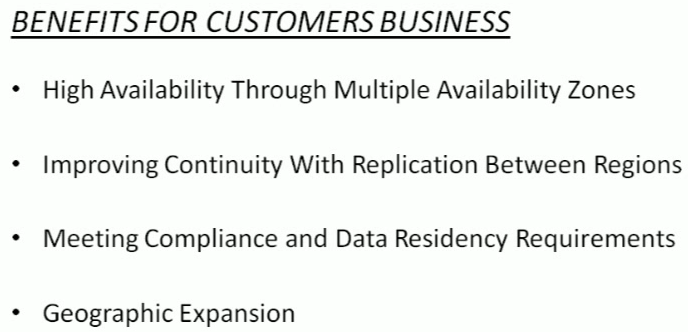 BENEFITS FOR CUSTOMERS BUSINESS
• High Availability Through Multiple Availability Zones
• Improving Continuity With Replication Between Regions
• Meeting Compliance and Data Residency Requirements
• Geographic Expansion